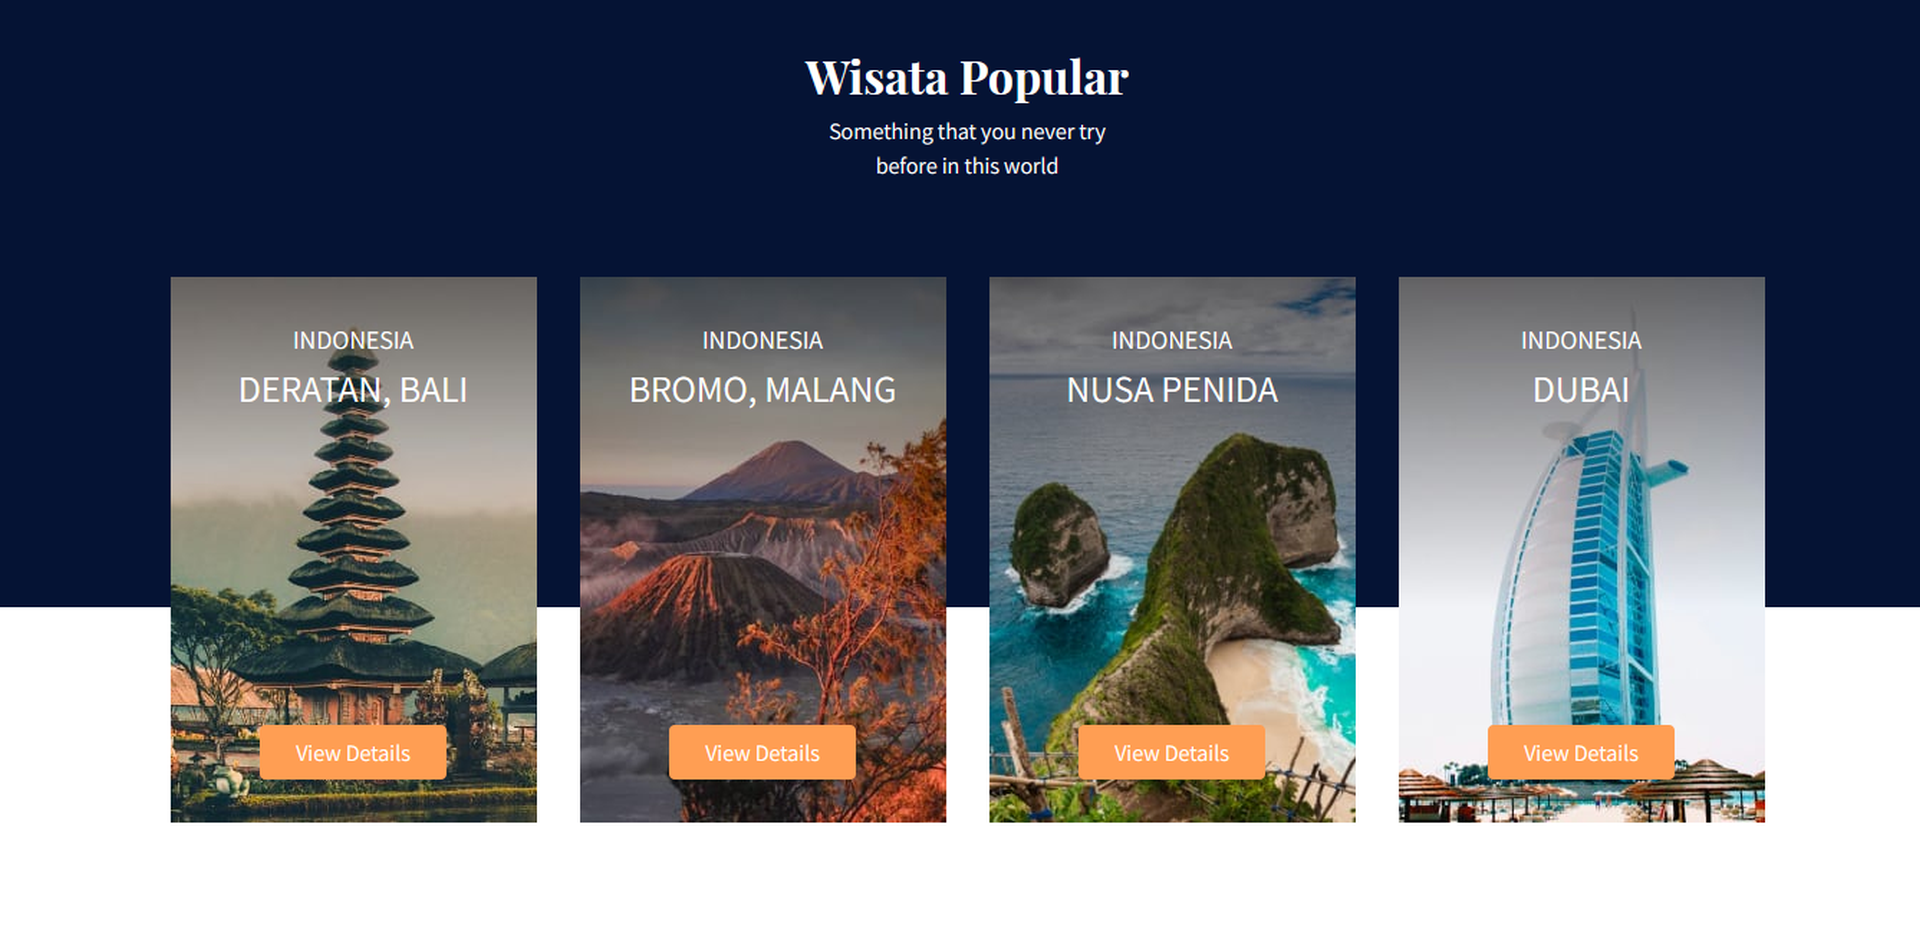 Wisata Popular
Something that you never try
before in this world
INDONESIA
DERATAN, BALI
View Details
INDONESIA
BROMO, MALANG
View Details
INDONESIA
NUSA PENIDA
View Details
INDONESIA
DUBAI
View Details